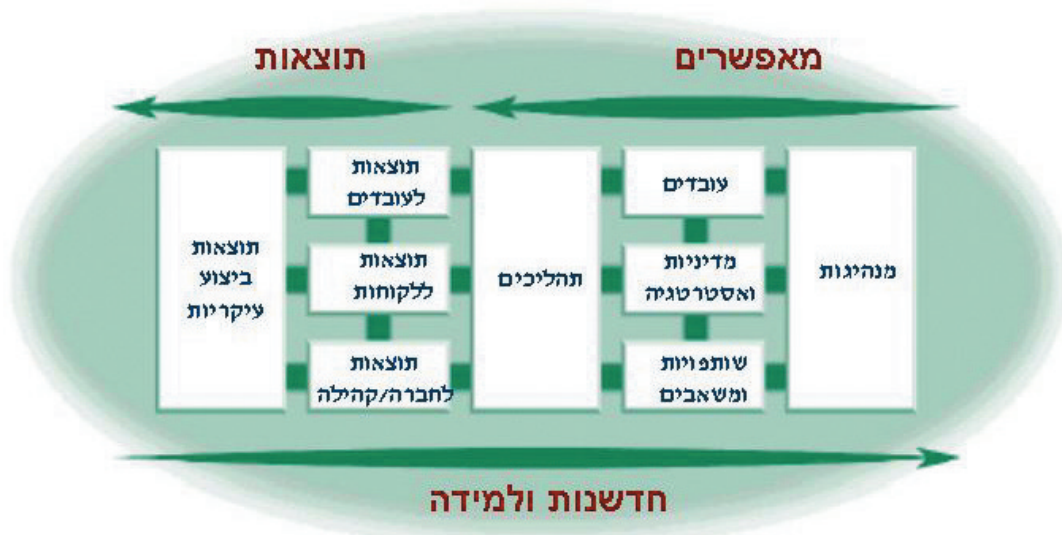 מאפשרים
תוצאות
מנהיגות
עובדים
מדיניות
ואסטרטגיה
שותפויות
ומשאבים
תהליכים
תוצאות
לעובדים
תוצאות
ללקוחות
תוצאות
לחברה/קהילה
תוצאות
ביצוע
עיקריות
חדשנות ולמידה